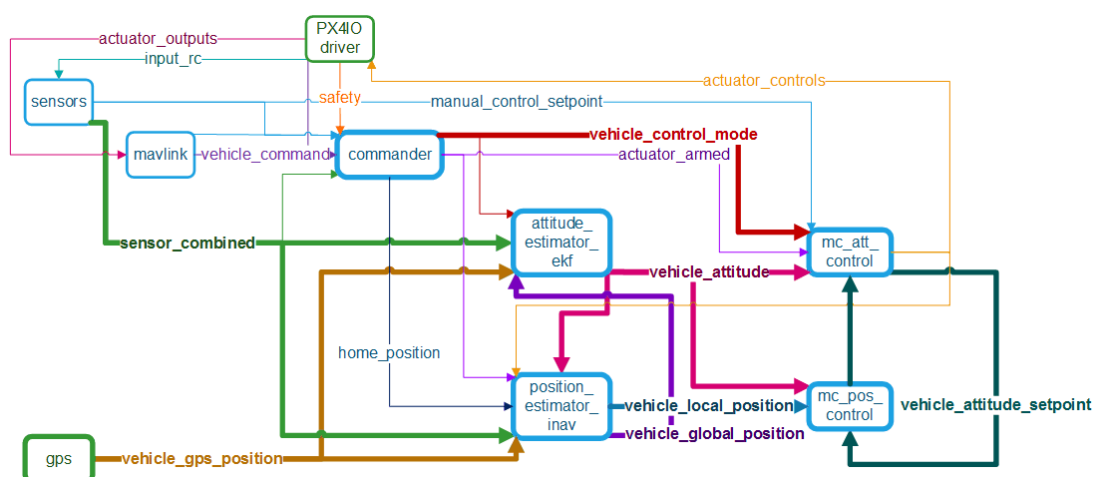 PX4IO
driver
actuator_outputs
input_rc
actuator_controls
sensors
safety
manual_control_setpoint
vehicle_control_mode
mavlink
vehicle_command
commander
actuator_armed
attitude_
estimator_
ekf
sensor_combined
mc_att_
control
vehicle_attitude
home_position
position_
estimator_
inav
vehicle_local_position
mc_pos_
control
vehicle_attitude_setpoint
vehicle_global_position
gps
vehicle_gps_position